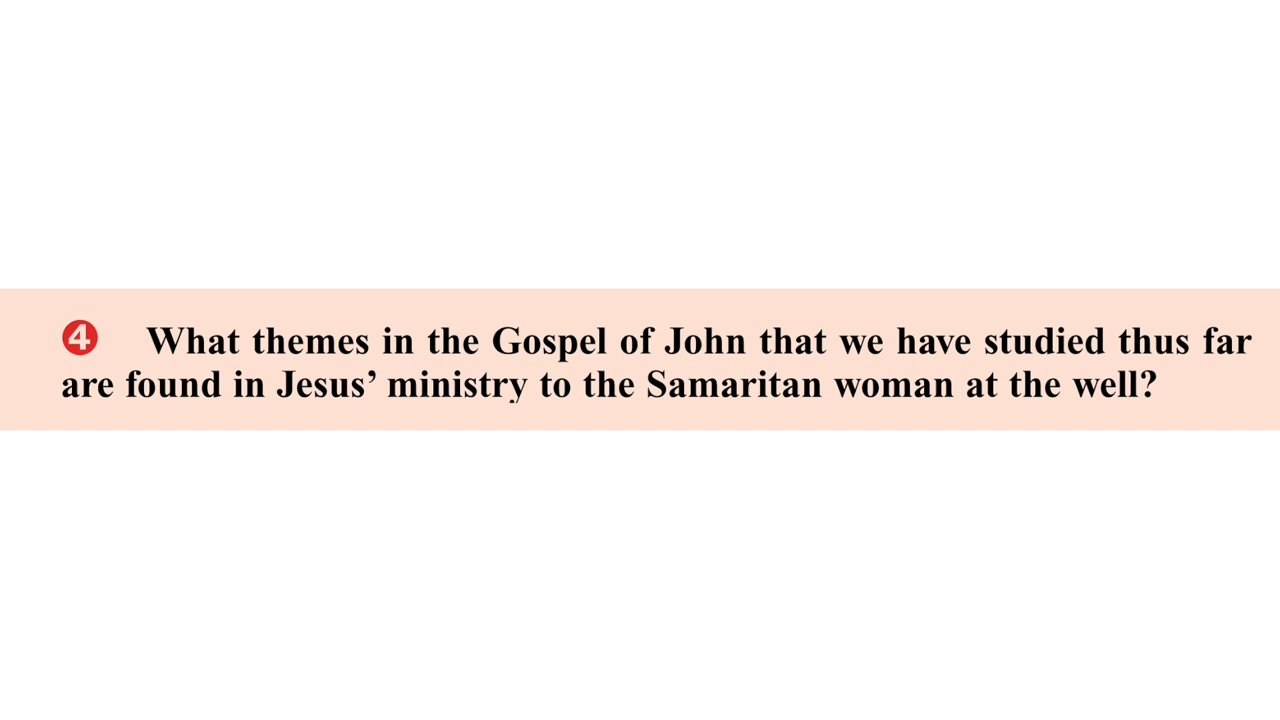 ❹ What themes in the Gospel of John that we have studied thus far
are found in Jesus’ ministry to the Samaritan woman at the well?